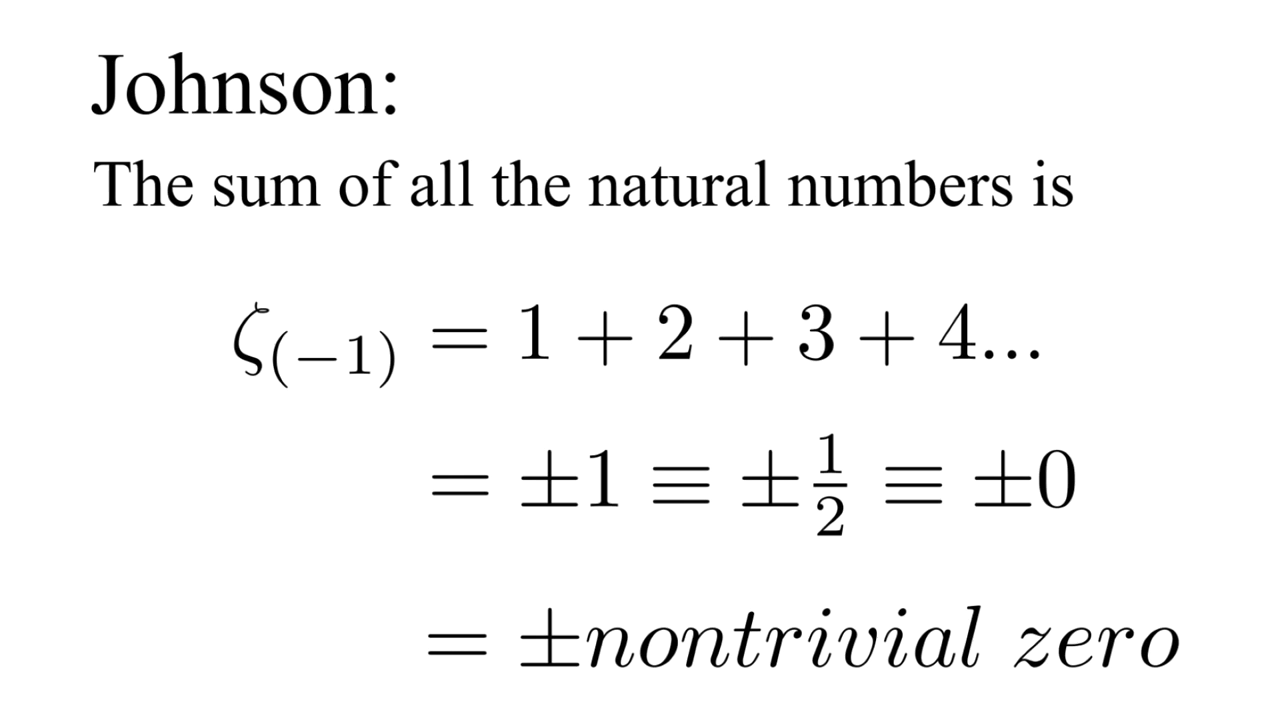 Johnson:
The sum of all the natural numbers is
ζ(−1) = 1 + 2 + 3 + 4...
= ±1 ≡ ±1/2 ≡ ±0
= ±nontrivial zero